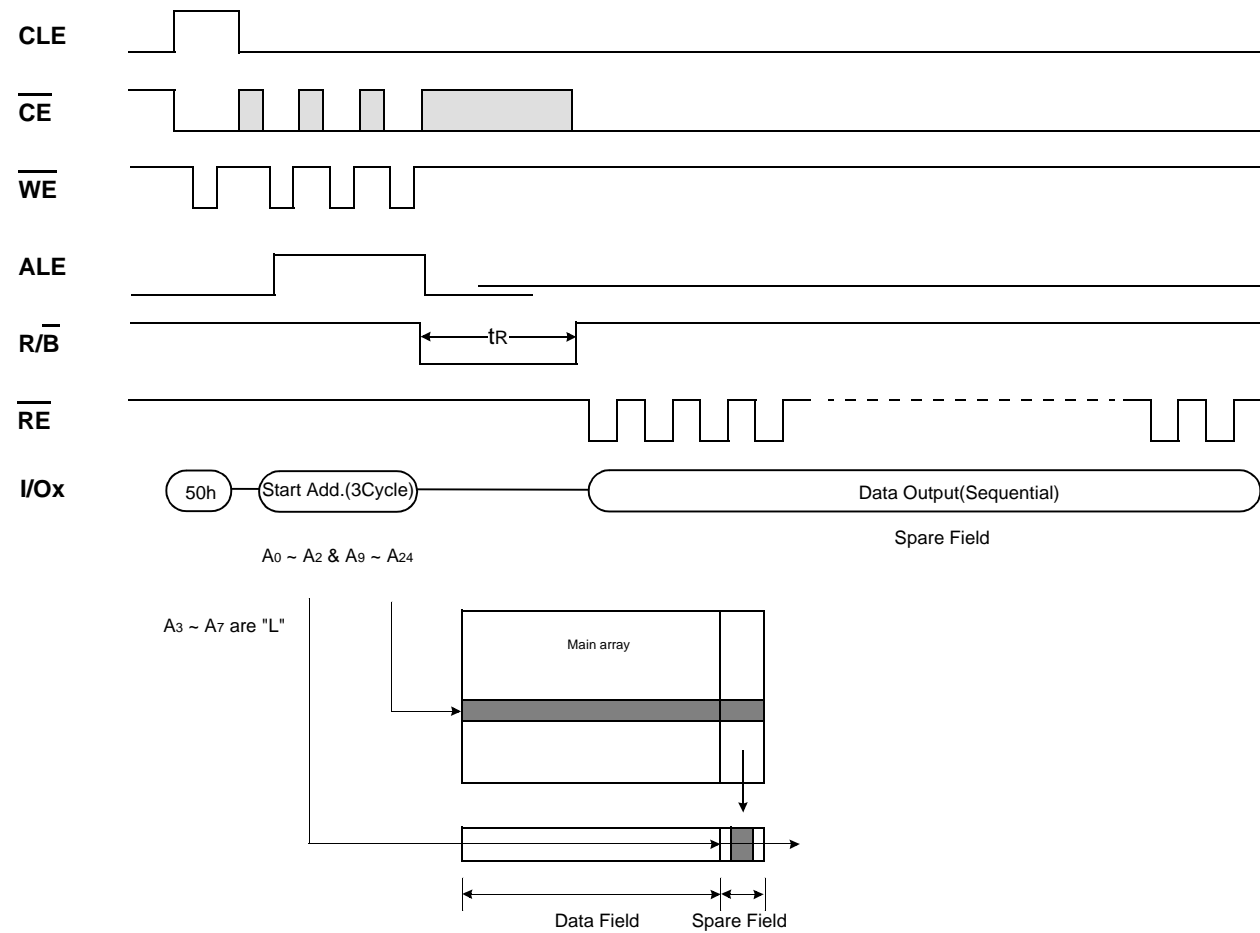 CLE
CE
WE
ALE
R/B
tR
RE
I/Ox
50h
Start Add.(3Cycle)
Data Output(Sequential)
Spare Field
A0 ~ A2 & A9 ~ A24
A3 ~ A7 are "L"
Main array
Data Field
Spare Field